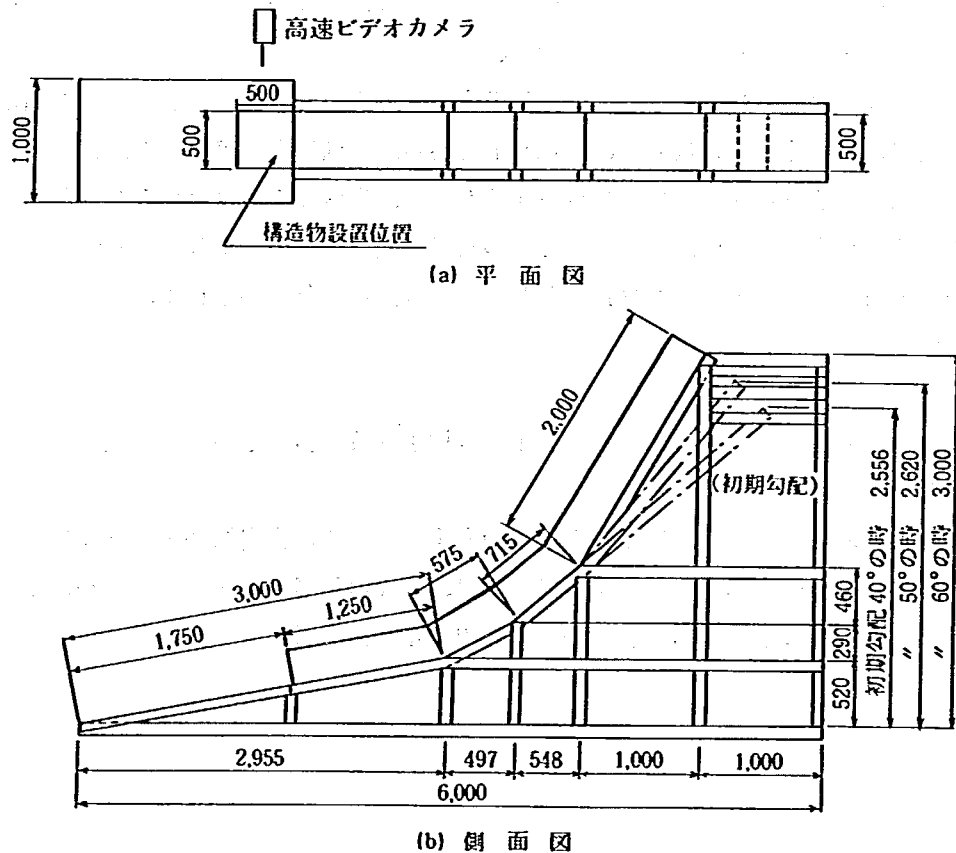 高速ビデオカメラ
500
1,000
500
500
構造物設置位置
(a) 平 面 図
2,000
(初期勾配)
715
575
3,000
1,250
1,750
460
290
520
初期勾配 40°の時 2,556
〃 50°の時 2,620
〃 60°の時 3,000
2,955
497
548
1,000
1,000
6,000
(b) 側 面 図